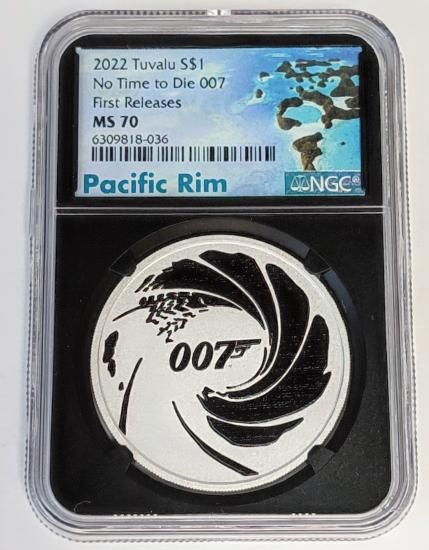 2022 Tuvalu S$1
No Time to Die 007
First Releases
MS 70
6309818-036
Pacific Rim
NGC®
007